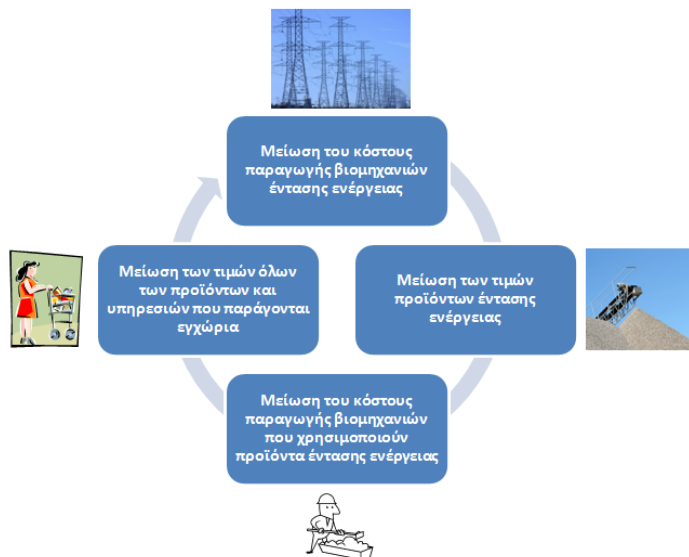 Μείωση του κόστους
παραγωγής βιομηχανιών
έντασης ενέργειας
Μείωση των τιμών όλων
των προϊόντων και
υπηρεσιών που παράγονται
εγχώρια
Μείωση των τιμών
προϊόντων έντασης
ενέργειας
Μείωση του κόστους
παραγωγής βιομηχανιών
που χρησιμοποιούν
προϊόντα έντασης ενέργειας